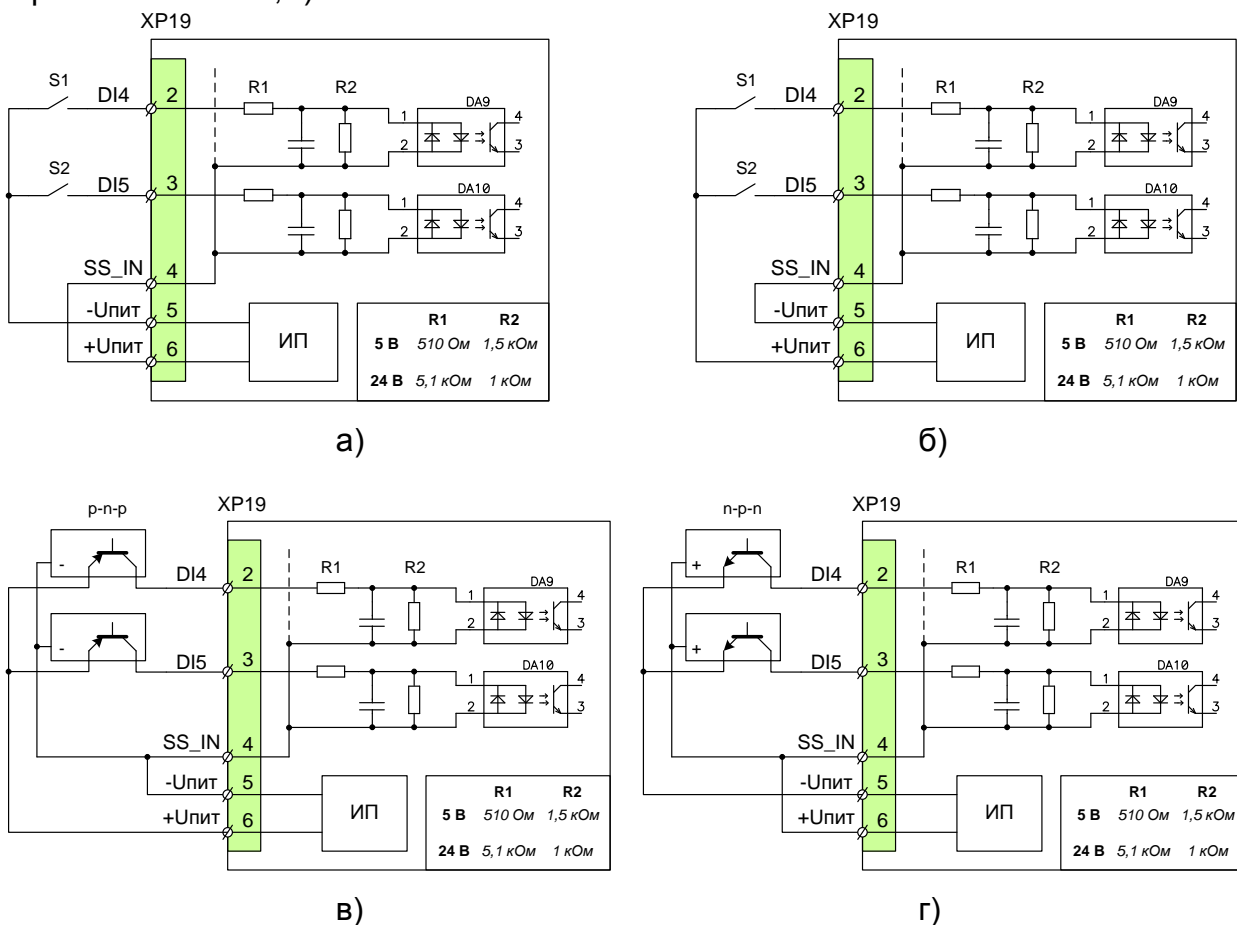 XP19
S1
DI4
2
R1
R2
DA9
1
2
4
3
S2
DI5
3
DA10
1
2
4
3
SS_IN
4
-Uпит
5
+Uпит
6
ИП
R1 R2
5 В 510 Ом 1,5 кОм
24 В 5,1 кОм 1 кОм
а)
XP19
S1
DI4
2
R1
R2
DA9
1
2
4
3
S2
DI5
3
DA10
1
2
4
3
SS_IN
4
-Uпит
5
+Uпит
6
ИП
R1 R2
5 В 510 Ом 1,5 кОм
24 В 5,1 кОм 1 кОм
б)
p-n-p
XP19
-
DI4
2
R1
R2
DA9
1
2
4
3
-
DI5
3
DA10
1
2
4
3
SS_IN
4
-Uпит
5
+Uпит
6
ИП
R1 R2
5 В 510 Ом 1,5 кОм
24 В 5,1 кОм 1 кОм
в)
n-p-n
XP19
+
DI4
2
R1
R2
DA9
1
2
4
3
+
DI5
3
DA10
1
2
4
3
SS_IN
4
-Uпит
5
+Uпит
6
ИП
R1 R2
5 В 510 Ом 1,5 кОм
24 В 5,1 кОм 1 кОм
г)